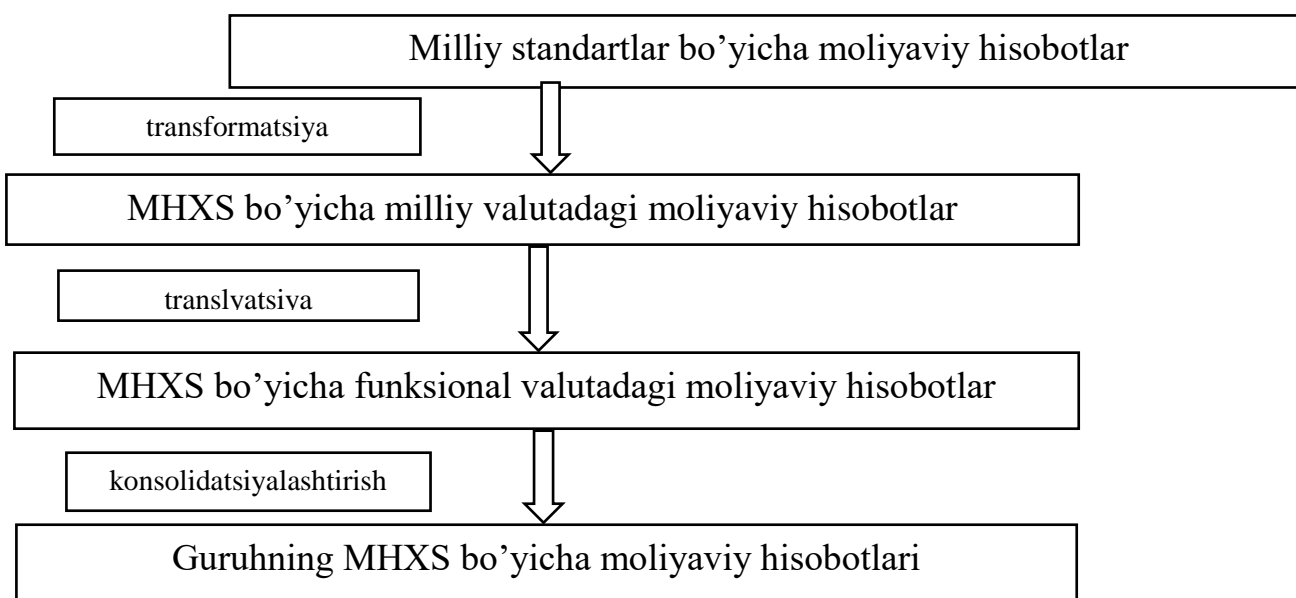 Milliy standartlar bo’yicha moliyaviy hisobotlar
transformatsiya
MHXS bo’yicha milliy valutadagi moliyaviy hisobotlar
translyatsiya
MHXS bo’yicha funksional valutadagi moliyaviy hisobotlar
konsolidatsiyalashtirish
Guruhning MHXS bo’yicha moliyaviy hisobotlari